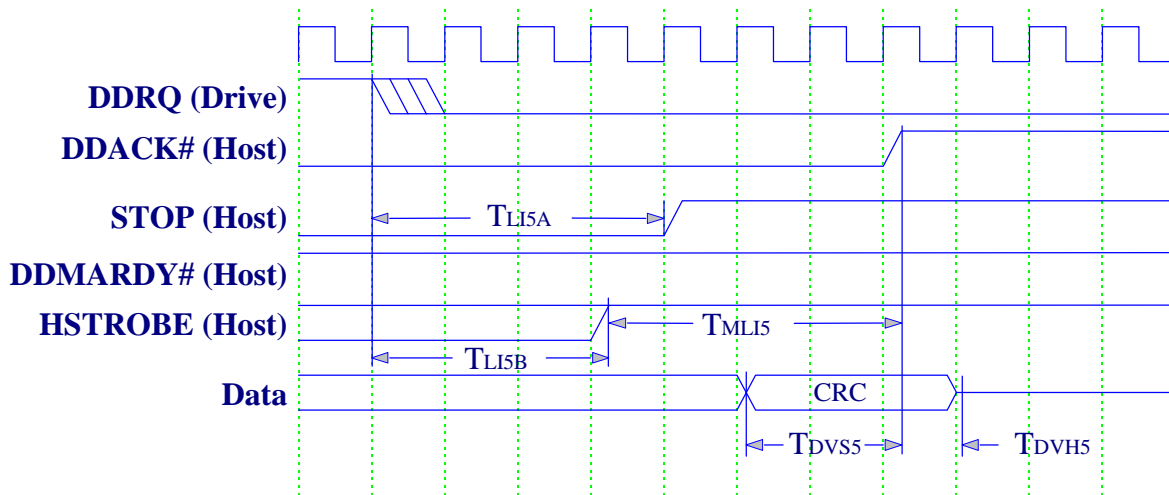 DDRQ (Drive)
DDACK# (Host)
STOP (Host)
TLI5A
DDMARDY# (Host)
HSTROBE (Host)
TMLI5
TLI5B
Data
CRC
TDVS5
TDVH5